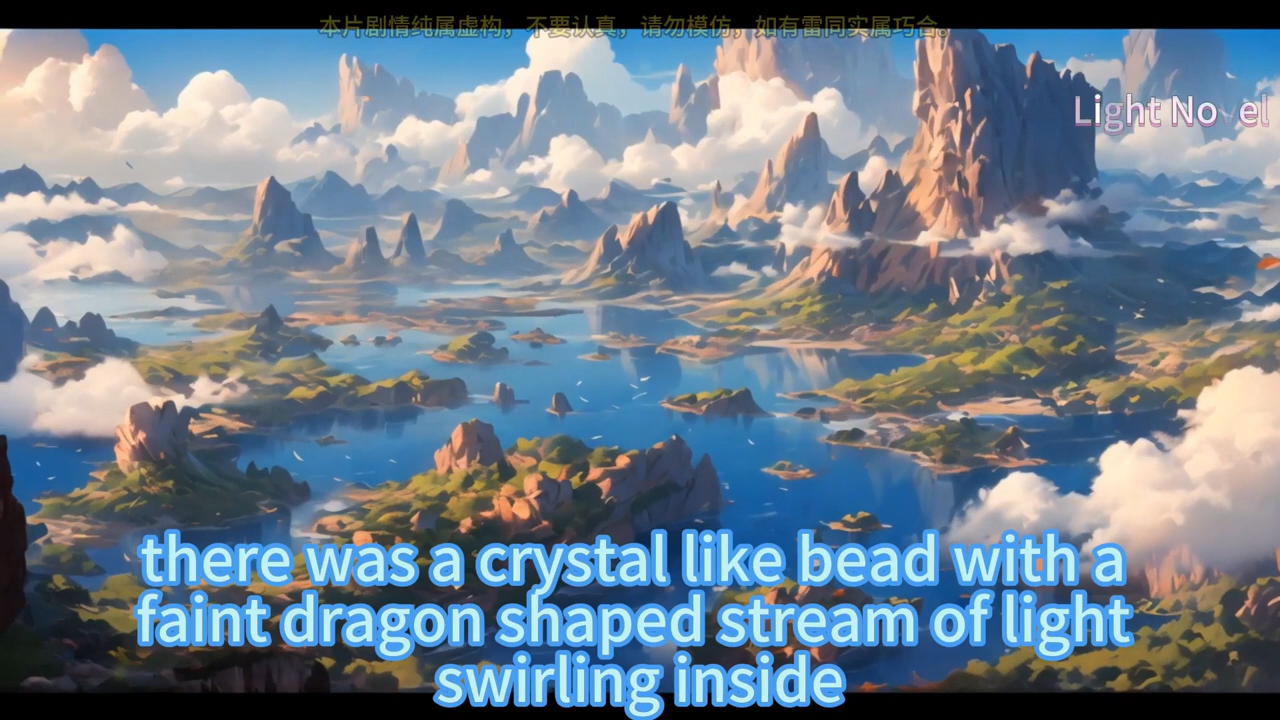 本片剧情纯属虚构，不要认真，请勿模仿，如有雷同实属巧合。
Light Novel
there was a crystal like bead with a
faint dragon shaped stream of light
swirling inside